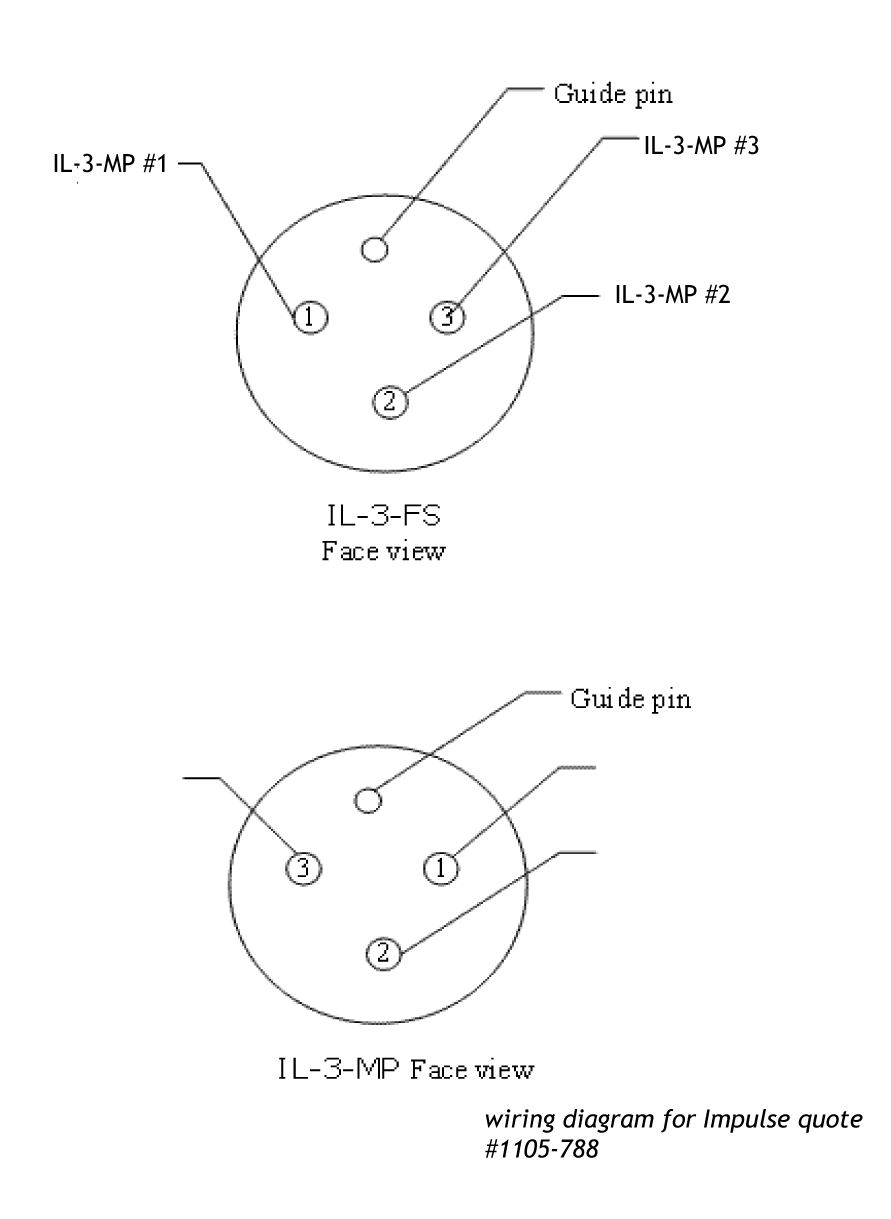 Guide pin
IL-3-MP #3
IL-3-MP #1
IL-3-MP #2
1
3
2
IL-3-FS
Face view
Guide pin
3
1
2
IL-3-MP Face view
wiring diagram for Impulse quote
#1105-788